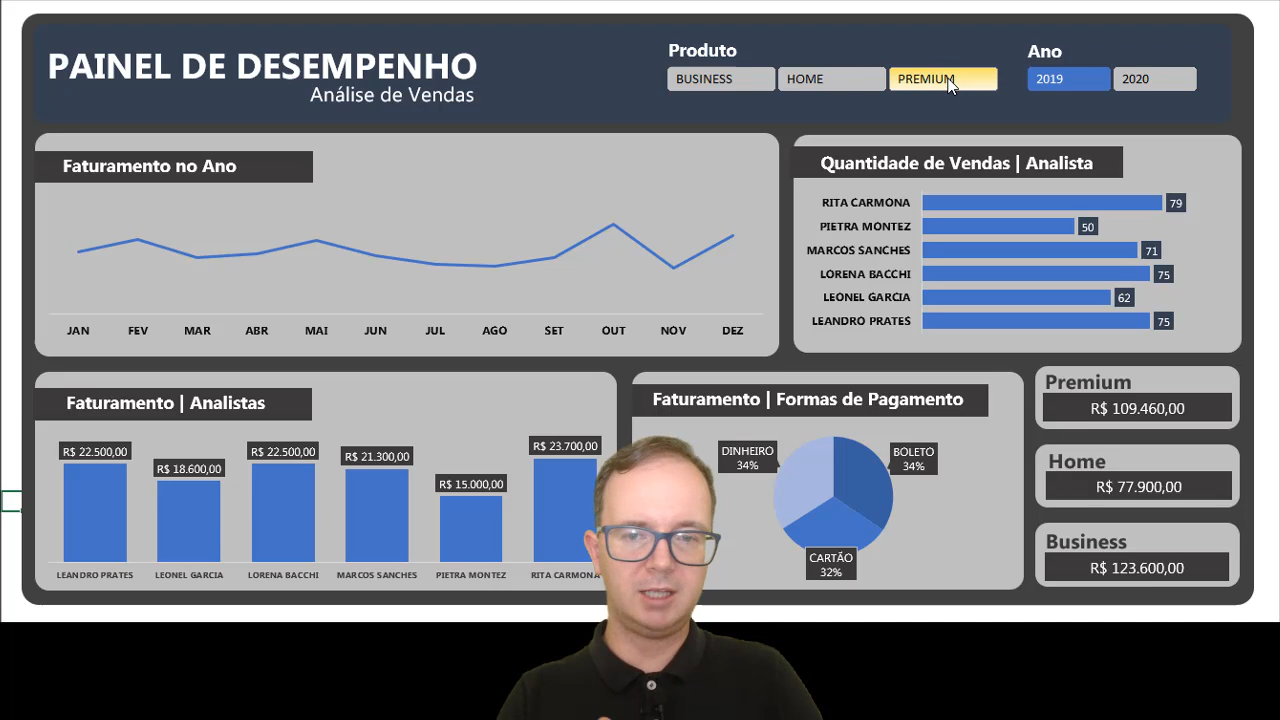 PAINEL DE DESEMPENHO
Análise de Vendas
Produto
BUSINESS
HOME
PREMIUM
Ano
2019
2020
Faturamento no Ano
JAN FEV MAR ABR MAI JUN JUL AGO SET OUT NOV DEZ
Quantidade de Vendas | Analista
RITA CARMONA 79
PIETRA MONTEZ 50
MARCOS SANCHES 71
LORENA BACCHI 75
LEONEL GARCIA 62
LEANDRO PRATES 75
Faturamento | Analistas
R$ 22.500,00 R$ 18.600,00 R$ 22.500,00 R$ 21.300,00 R$ 15.000,00 R$ 23.700,00
LEANDRO PRATES LEONEL GARCIA LORENA BACCHI MARCOS SANCHES PIETRA MONTEZ RITA CARMONA
Faturamento | Formas de Pagamento
DINHEIRO
34%
BOLETO
34%
CARTÃO
32%
Premium
R$ 109.460,00
Home
R$ 77.900,00
Business
R$ 123.600,00